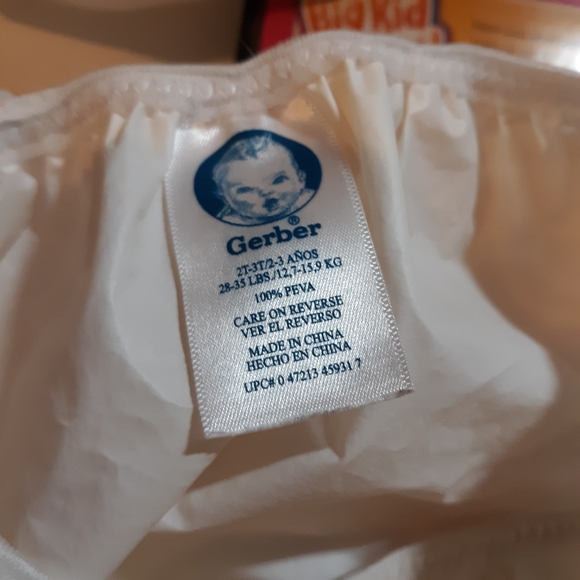 Big Kid
Gerber®
2T-3T/2-3 AÑOS
28-35 LBS./12,7-15,9 KG
100% PEVA
CARE ON REVERSE
VER EL REVERSO
MADE IN CHINA
HECHO EN CHINA
UPC# 0 47213 45931 7